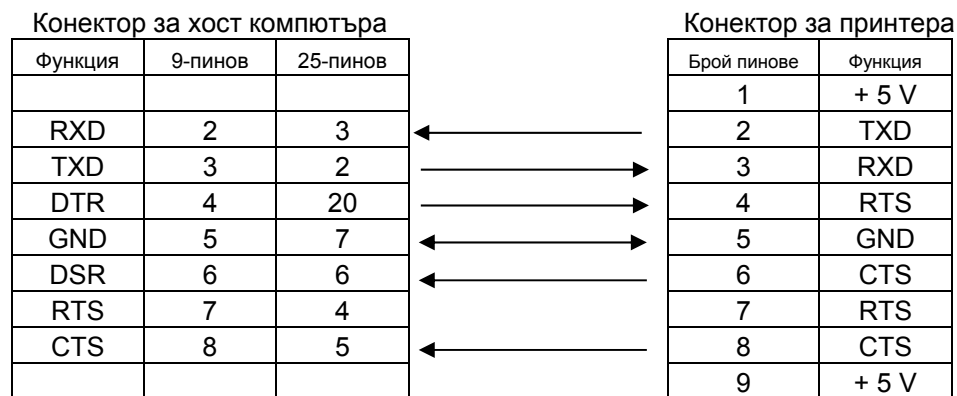 Конектор за хост компютъра Конектор за принтера
Функция 9-пинов 25-пинов Брой пинове Функция
1 + 5 V
RXD 2 3 2 TXD
TXD 3 2 3 RXD
DTR 4 20 4 RTS
GND 5 7 5 GND
DSR 6 6 6 CTS
RTS 7 4 7 RTS
CTS 8 5 8 CTS
9 + 5 V